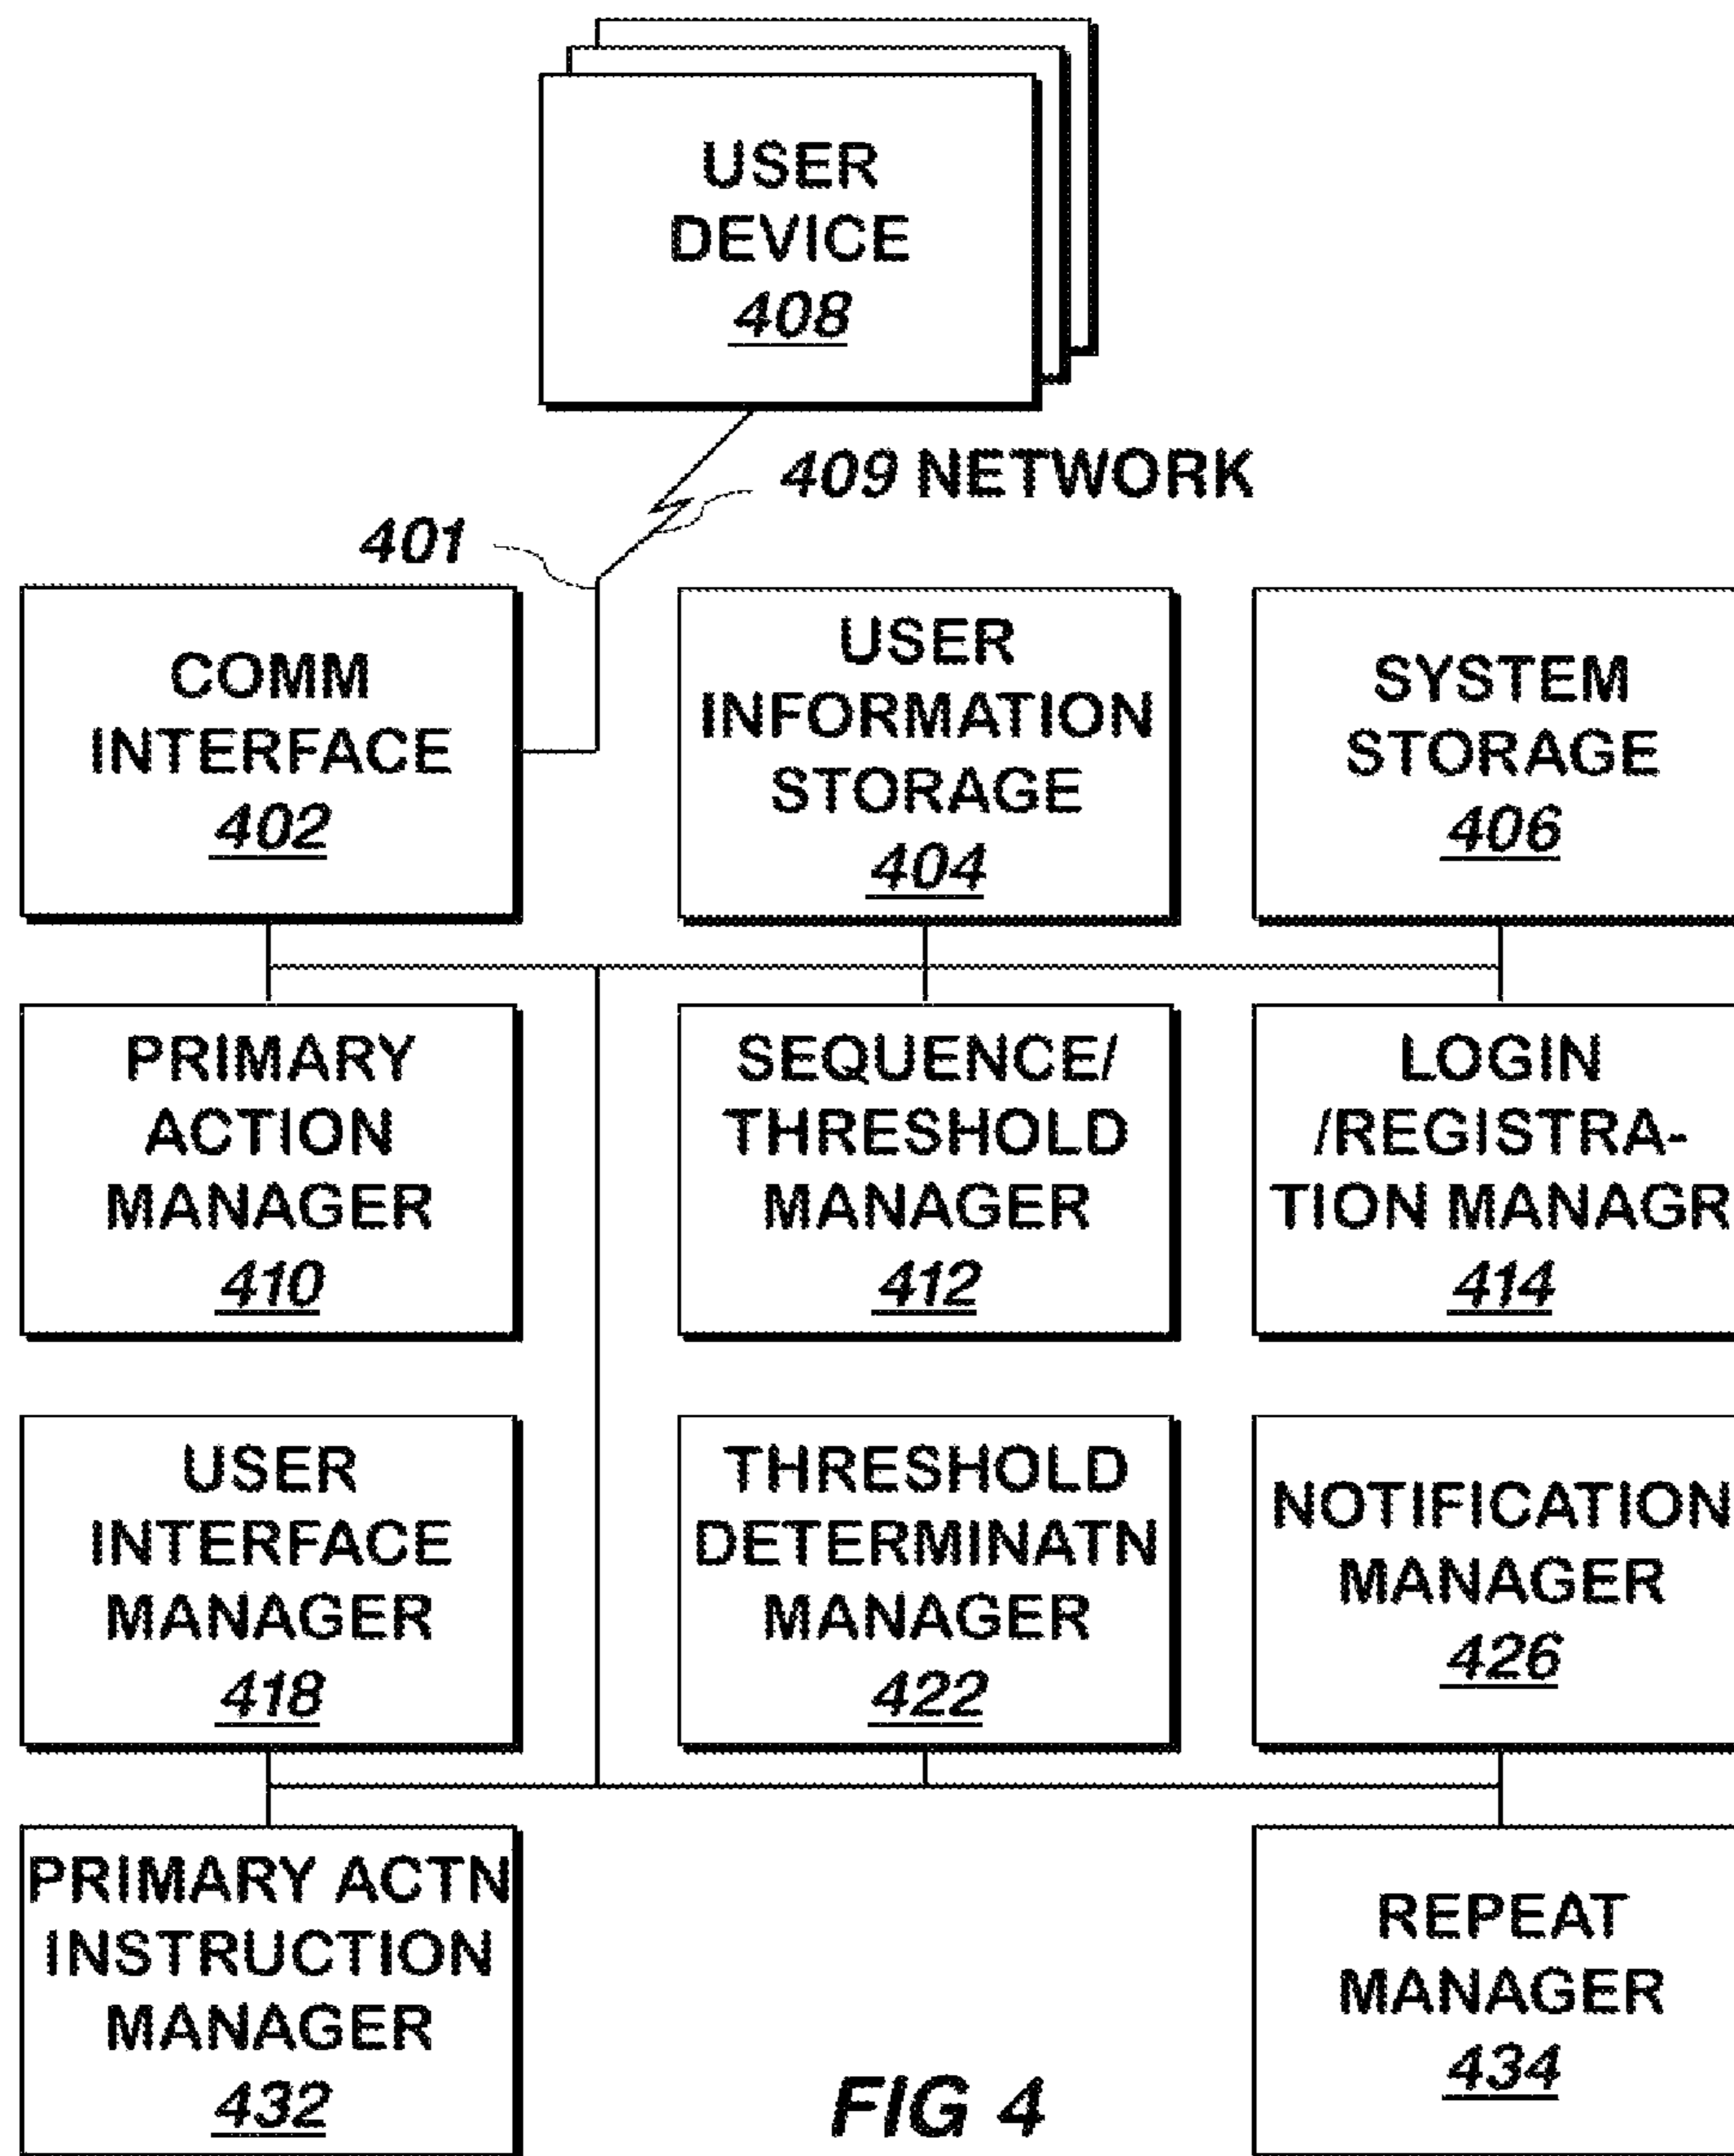 USER
DEVICE
408
409 NETWORK
401
COMM
INTERFACE
402
USER
INFORMATION
STORAGE
404
SYSTEM
STORAGE
406
PRIMARY
ACTION
MANAGER
410
SEQUENCE/
THRESHOLD
MANAGER
412
LOGIN
/REGISTRA-
TION MANAGR
414
USER
INTERFACE
MANAGER
418
THRESHOLD
DETERMINATN
MANAGER
422
NOTIFICATION
MANAGER
426
PRIMARY ACTN
INSTRUCTION
MANAGER
432
REPEAT
MANAGER
434
FIG 4